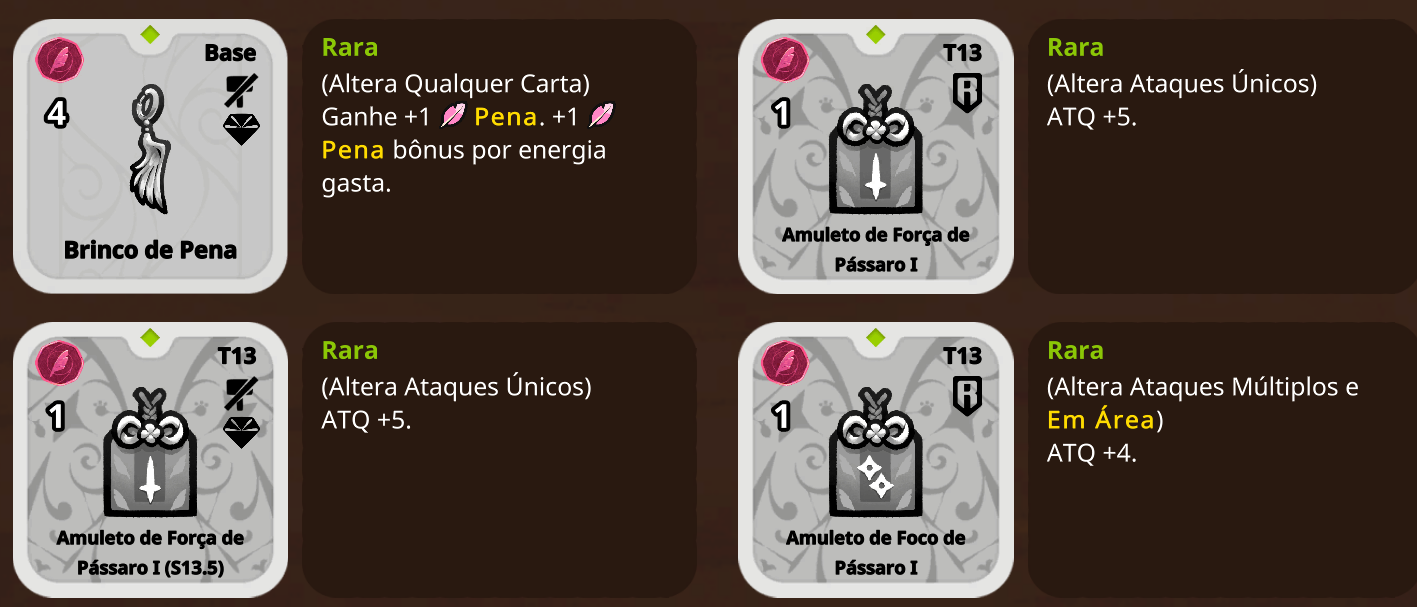 Base
4
Brinco de Pena
Rara
(Altera Qualquer Carta)
Ganhe +1 Pena. +1
Pena bônus por energia
gasta.
T13
1
Amuleto de Força de
Pássaro I
Rara
(Altera Ataques Únicos)
ATQ +5.
T13
1
Amuleto de Força de
Pássaro I (S13.5)
Rara
(Altera Ataques Únicos)
ATQ +5.
T13
R
1
Amuleto de Foco de
Pássaro I
Rara
(Altera Ataques Múltiplos e
Em Área)
ATQ +4.